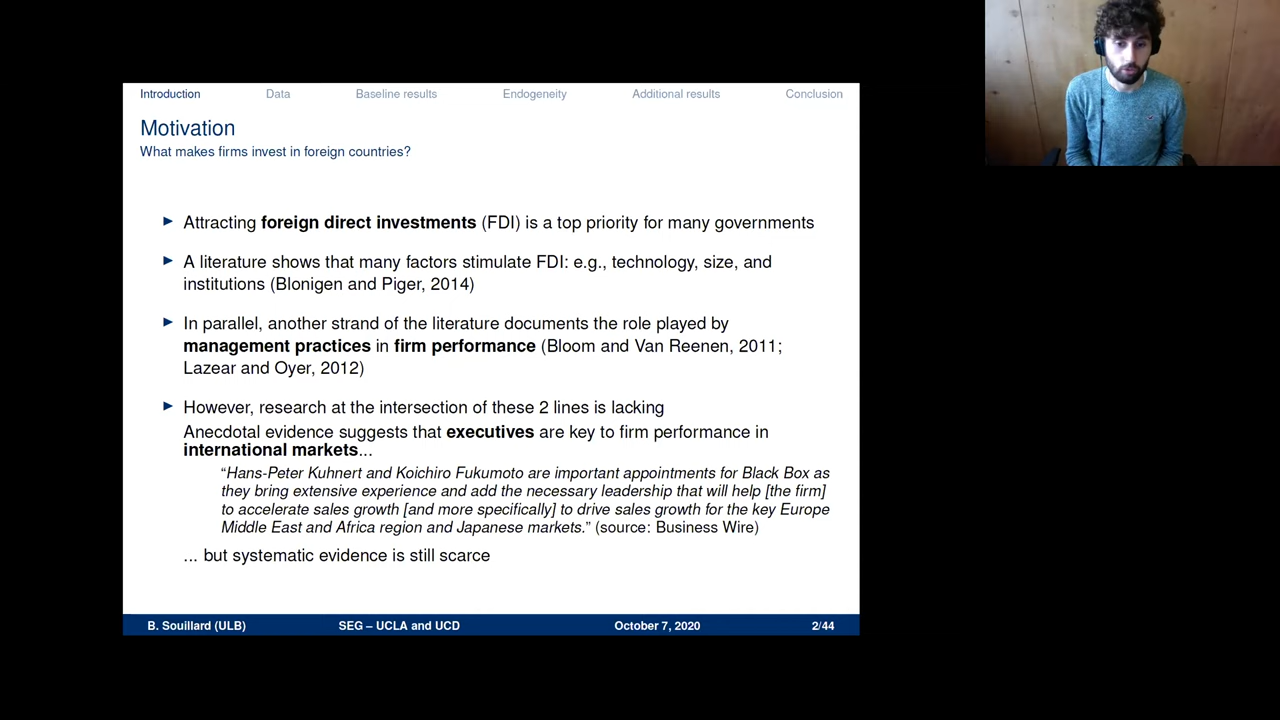 Introduction Data Baseline results Endogeneity Additional results Conclusion
Motivation
What makes firms invest in foreign countries?
► Attracting foreign direct investments (FDI) is a top priority for many governments
► A literature shows that many factors stimulate FDI: e.g., technology, size, and
institutions (Blonigen and Piger, 2014)
► In parallel, another strand of the literature documents the role played by
management practices in firm performance (Bloom and Van Reenen, 2011;
Lazear and Oyer, 2012)
► However, research at the intersection of these 2 lines is lacking
Anecdotal evidence suggests that executives are key to firm performance in
international markets...
“Hans-Peter Kuhnert and Koichiro Fukumoto are important appointments for Black Box as
they bring extensive experience and add the necessary leadership that will help [the firm]
to accelerate sales growth [and more specifically] to drive sales growth for the key Europe
Middle East and Africa region and Japanese markets.” (source: Business Wire)
... but systematic evidence is still scarce
B. Souillard (ULB) SEG – UCLA and UCD October 7, 2020 2/44